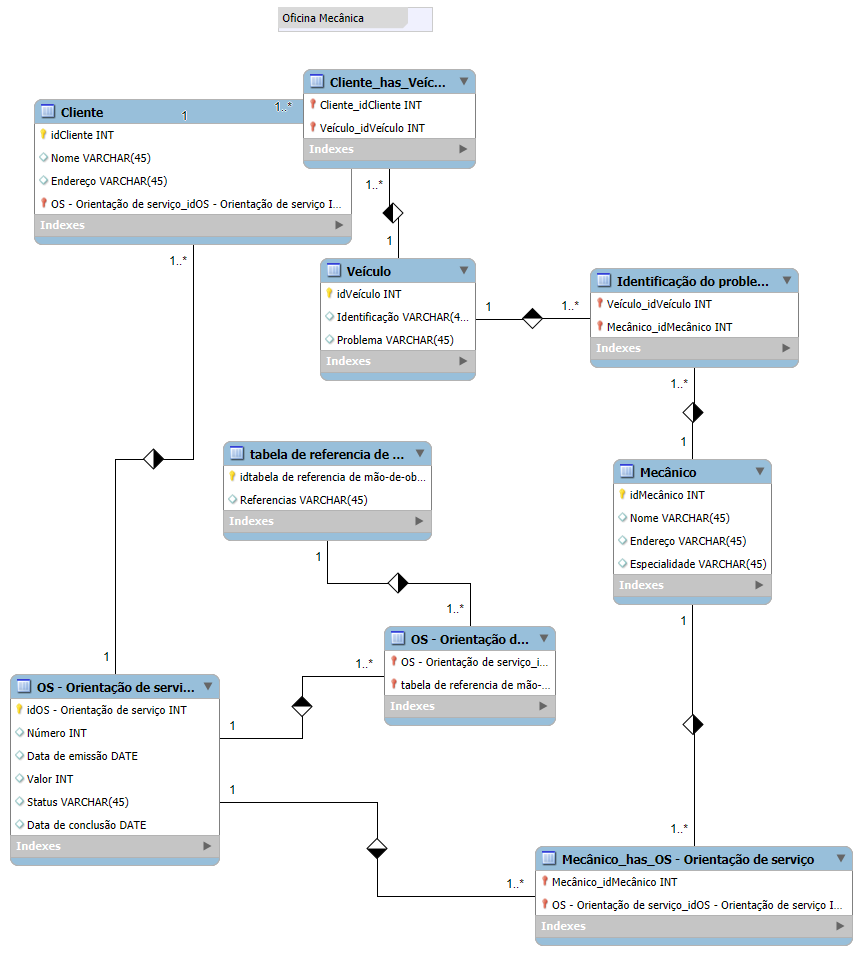 Oficina Mecânica
Cliente_has_Veíc...
Cliente_idCliente INT
Veículo_idVeículo INT
Indexes
Cliente
1
1..*
idCliente INT
Nome VARCHAR(45)
Endereço VARCHAR(45)
OS - Orientação de serviço_idOS - Orientação de serviço I...
Indexes
1..*
1
1..*
Veículo
idVeículo INT
Identificação VARCHAR(4...
Problema VARCHAR(45)
Indexes
1
1..*
Identificação do proble...
Veículo_idVeículo INT
Mecânico_idMecânico INT
Indexes
1..*
1
tabela de referencia de ...
idtabela de referencia de mão-de-ob...
Referencias VARCHAR(45)
Indexes
1
1..*
Mecânico
idMecânico INT
Nome VARCHAR(45)
Endereço VARCHAR(45)
Especialidade VARCHAR(45)
Indexes
1
OS - Orientação d...
OS - Orientação de serviço_i...
tabela de referencia de mão-...
Indexes
1
1..*
OS - Orientação de servi...
idOS - Orientação de serviço INT
Número INT
Data de emissão DATE
Valor INT
Status VARCHAR(45)
Data de conclusão DATE
Indexes
1
1
1..*
1..*
Mecânico_has_OS - Orientação de serviço
Mecânico_idMecânico INT
OS - Orientação de serviço_idOS - Orientação de serviço I...
Indexes